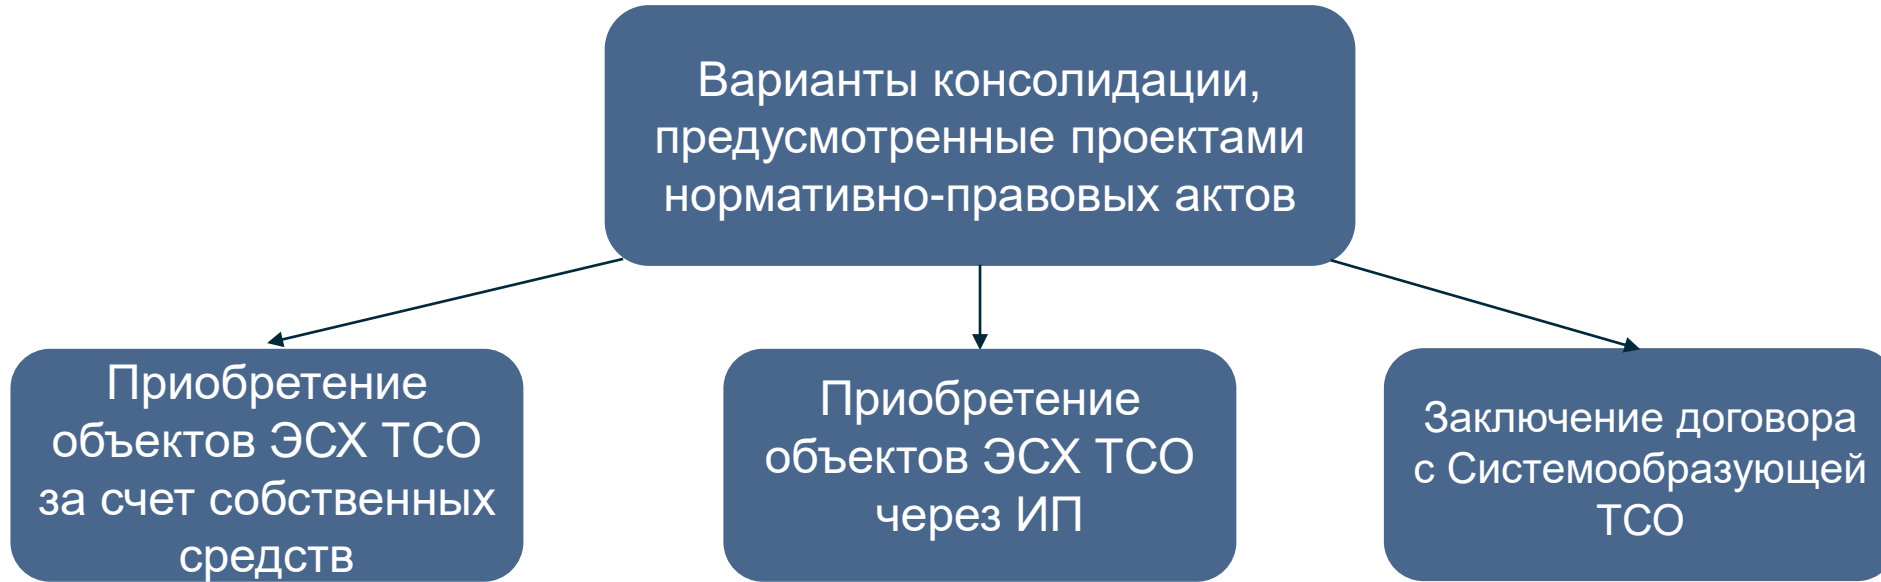 Варианты консолидации,
предусмотренные проектами
нормативно-правовых актов
Приобретение
объектов ЭСХ ТСО
за счет собственных
средств
Приобретение
объектов ЭСХ ТСО
через ИП
Заключение договора
с Системообразующей
ТСО